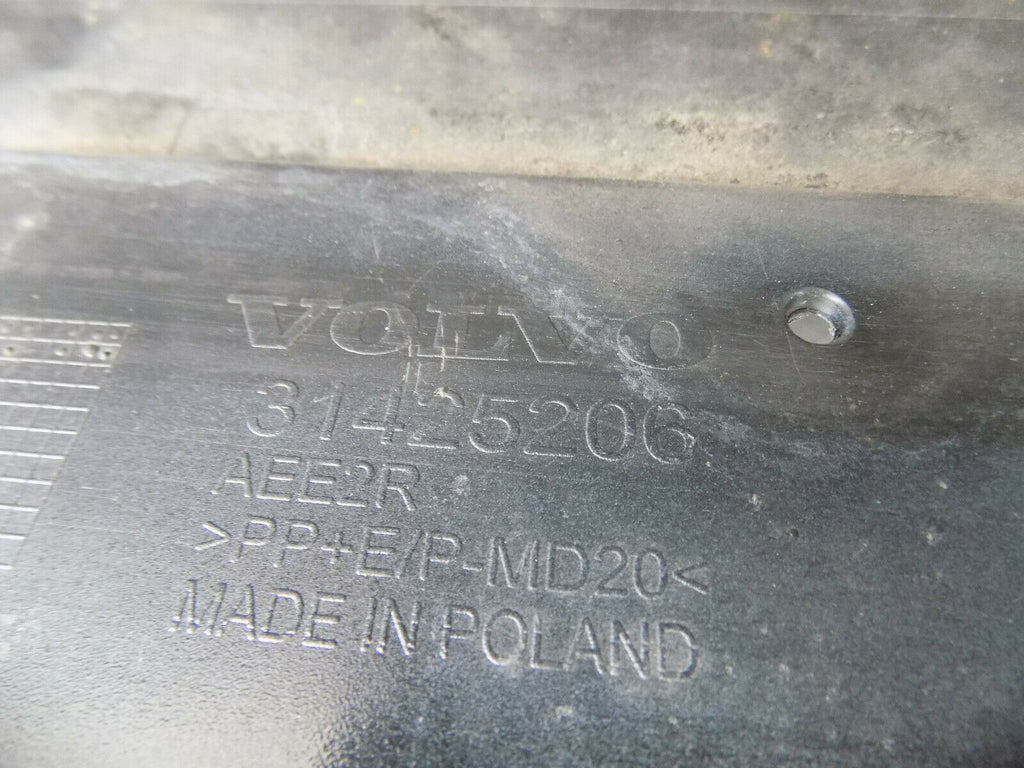 VOLVO
31425206
AEE2R
>PP+E/P-MD20<
MADE IN POLAND